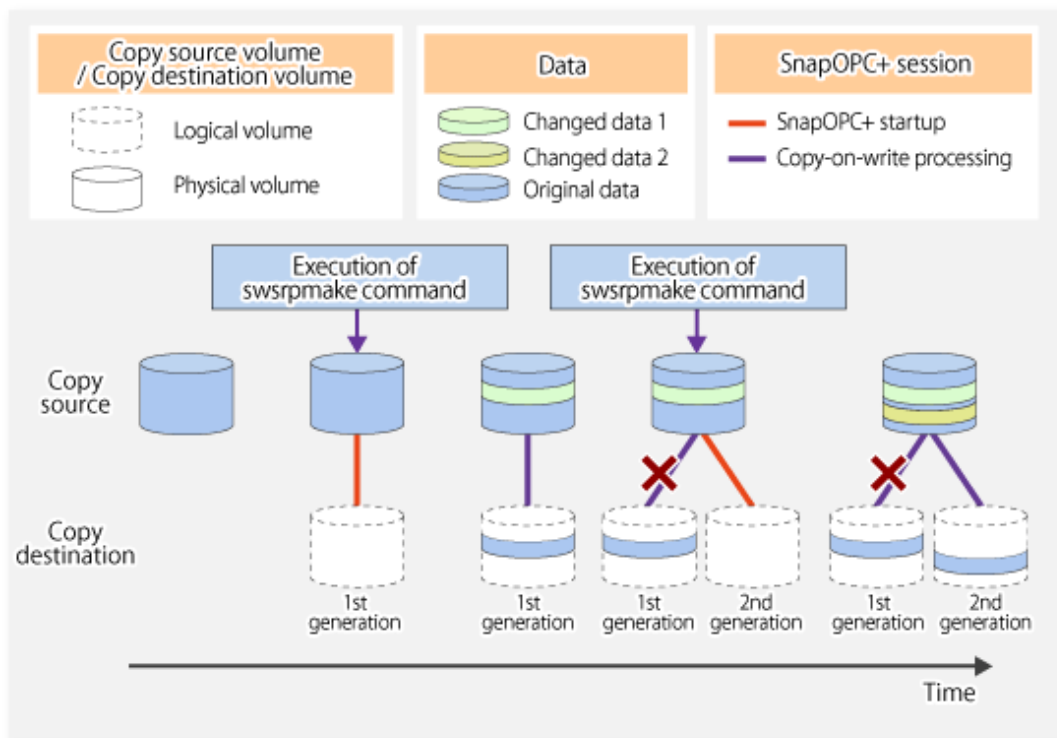 Copy source volume
/ Copy destination volume
Logical volume
Physical volume
Data
Changed data 1
Changed data 2
Original data
SnapOPC+ session
SnapOPC+ startup
Copy-on-write processing
Execution of
swsrpmake command
Execution of
swsrpmake command
Copy
source
Copy
destination
1st
generation
1st
generation
1st
generation
2nd
generation
1st
generation
2nd
generation
Time